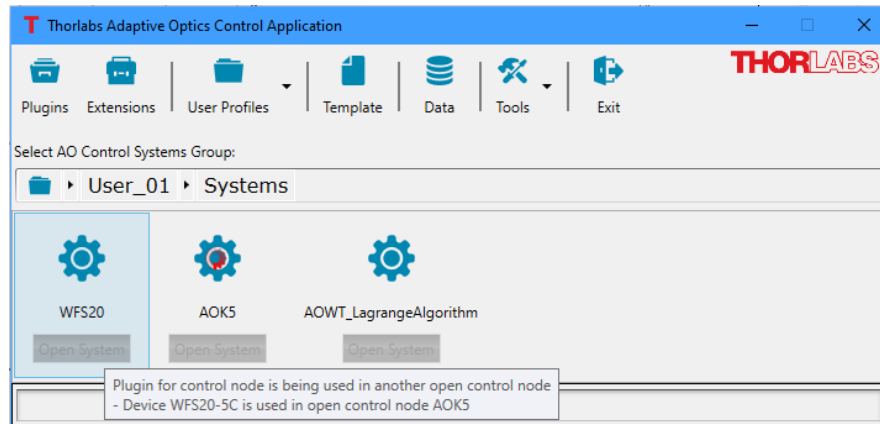 Thorlabs Adaptive Optics Control Application
THORLABS
Plugins Extensions User Profiles Template Data Tools Exit
Select AO Control Systems Group:
User_01 Systems
WFS20 AOK5 AOWT_LagrangeAlgorithm
Open System Open System Open System
Plugin for control node is being used in another open control node
- Device WFS20-5C is used in open control node AOK5